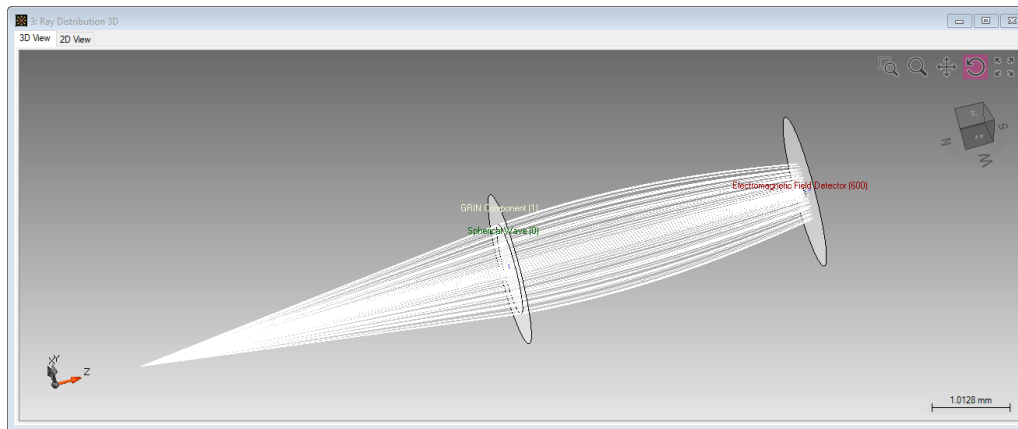 3: Ray Distribution 3D
3D View 2D View
GRIN Component (1)
Spherical Wave (0)
Electromagnetic Field Detector (600)
N
S
W
XY
Z
1.0128 mm